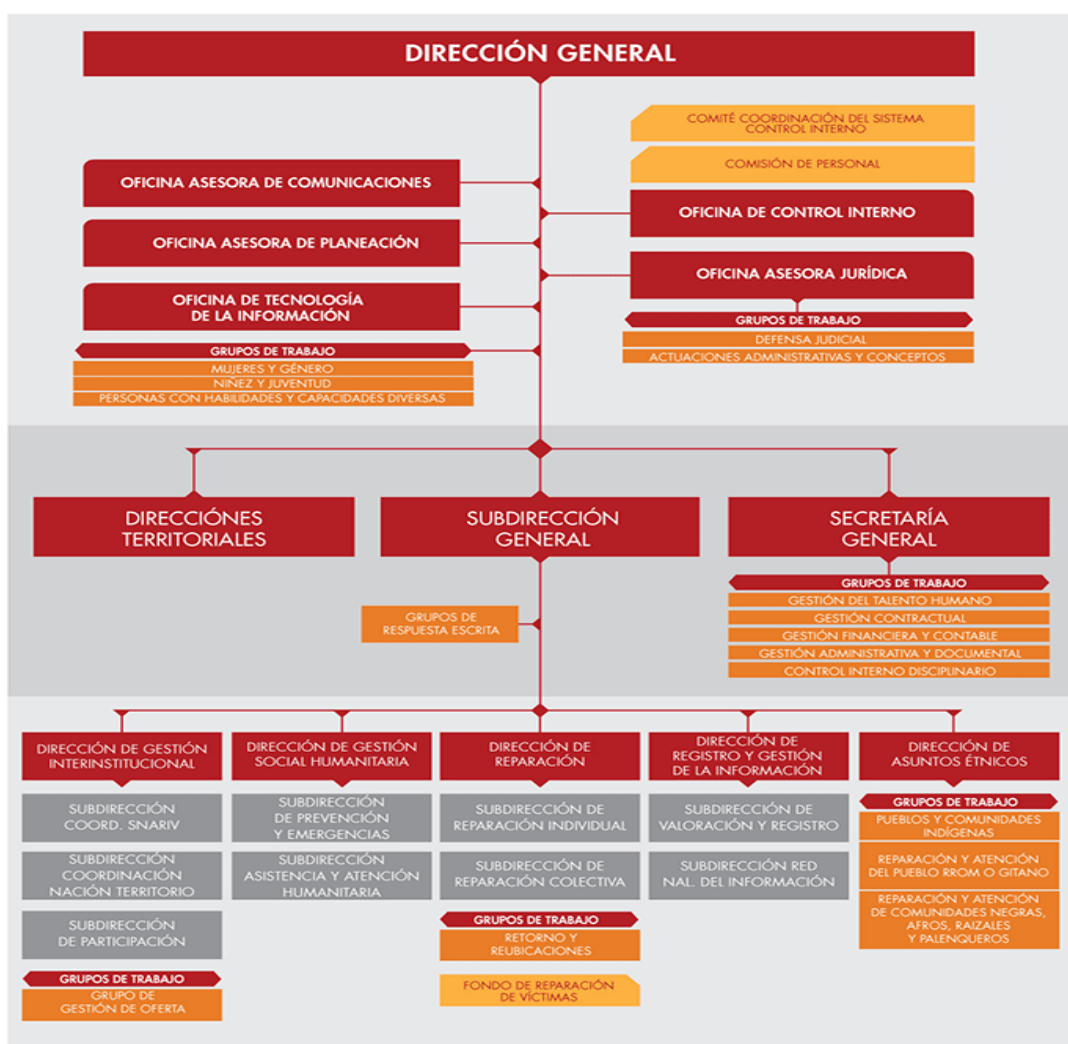 DIRECCIÓN GENERAL
COMITÉ COORDINACIÓN DEL SISTEMA
CONTROL INTERNO
COMISIÓN DE PERSONAL
OFICINA ASESORA DE COMUNICACIONES
OFICINA DE CONTROL INTERNO
OFICINA ASESORA DE PLANEACIÓN
OFICINA ASESORA JURÍDICA
OFICINA DE TECNOLOGÍA
DE LA INFORMACIÓN
GRUPOS DE TRABAJO
DEFENSA JUDICIAL
ACTUACIONES ADMINISTRATIVAS Y CONCEPTOS
GRUPOS DE TRABAJO
MUJERES Y GÉNERO
NIÑEZ Y JUVENTUD
PERSONAS CON HABILIDADES Y CAPACIDADES DIVERSAS
DIRECCIÓNES
TERRITORIALES
SUBDIRECCIÓN
GENERAL
SECRETARÍA
GENERAL
GRUPOS DE TRABAJO
GESTIÓN DEL TALENTO HUMANO
GESTIÓN CONTRACTUAL
GESTIÓN FINANCIERA Y CONTABLE
GESTIÓN ADMINISTRATIVA Y DOCUMENTAL
CONTROL INTERNO DISCIPLINARIO
GRUPOS DE
RESPUESTA ESCRITA
DIRECCIÓN DE GESTIÓN
INTERINSTITUCIONAL
SUBDIRECCIÓN
COORD. SNARIV
SUBDIRECCIÓN
COORDINACIÓN
NACIÓN TERRITORIO
SUBDIRECCIÓN
DE PARTICIPACIÓN
GRUPOS DE TRABAJO
GRUPO DE
GESTIÓN DE OFERTA
DIRECCIÓN DE GESTIÓN
SOCIAL HUMANITARIA
SUBDIRECCIÓN
DE PREVENCIÓN
Y EMERGENCIAS
SUBDIRECCIÓN
ASISTENCIA Y ATENCIÓN
HUMANITARIA
DIRECCIÓN DE
REPARACIÓN
SUBDIRECCIÓN DE
REPARACIÓN INDIVIDUAL
SUBDIRECCIÓN DE
REPARACIÓN COLECTIVA
GRUPOS DE TRABAJO
RETORNO Y
REUBICACIONES
FONDO DE REPARACIÓN
DE VÍCTIMAS
DIRECCIÓN DE
REGISTRO Y GESTIÓN
DE LA INFORMACIÓN
SUBDIRECCIÓN DE
VALORACIÓN Y REGISTRO
SUBDIRECCIÓN RED
NAL. DEL INFORMACIÓN
DIRECCIÓN DE
ASUNTOS ÉTNICOS
GRUPOS DE TRABAJO
PUEBLOS Y COMUNIDADES
INDÍGENAS
REPARACIÓN Y ATENCIÓN
DEL PUEBLO RROM O GITANO
REPARACIÓN Y ATENCIÓN
DE COMUNIDADES NEGRAS,
AFROS, RAIZALES
Y PALENQUEROS